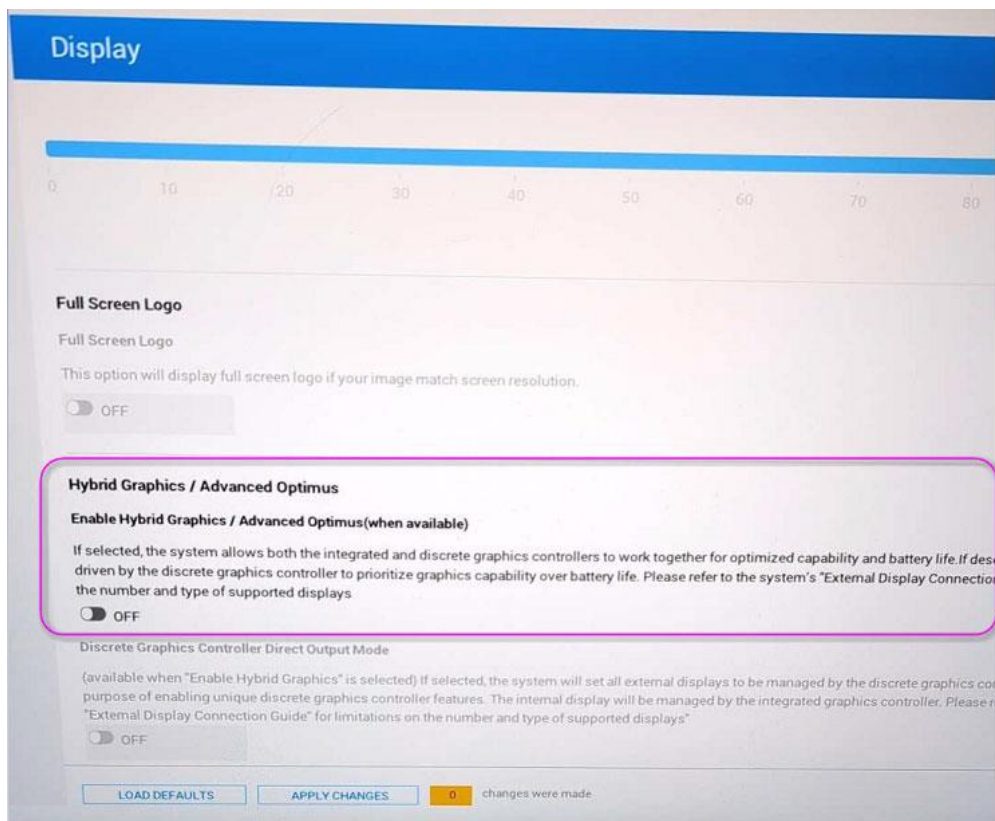 Display
0 10 20 30 40 50 60 70 80
Full Screen Logo
Full Screen Logo
This option will display full screen logo if your image match screen resolution.
OFF
Hybrid Graphics / Advanced Optimus
Enable Hybrid Graphics / Advanced Optimus(when available)
If selected, the system allows both the integrated and discrete graphics controllers to work together for optimized capability and battery life.If
driven by the discrete graphics controller to prioritize graphics capability over battery life. Please refer to the system's "External Display Connection
the number and type of supported displays
OFF
Discrete Graphics Controller Direct Output Mode
(available when "Enable Hybrid Graphics" is selected) If selected, the system will set all external displays to be managed by the discrete graphics
purpose of enabling unique discrete graphics controller features. The internal display will be managed by the integrated graphics controller. Please
"External Display Connection Guide" for limitations on the number and type of supported displays"
OFF
LOAD DEFAULTS APPLY CHANGES 0 changes were made